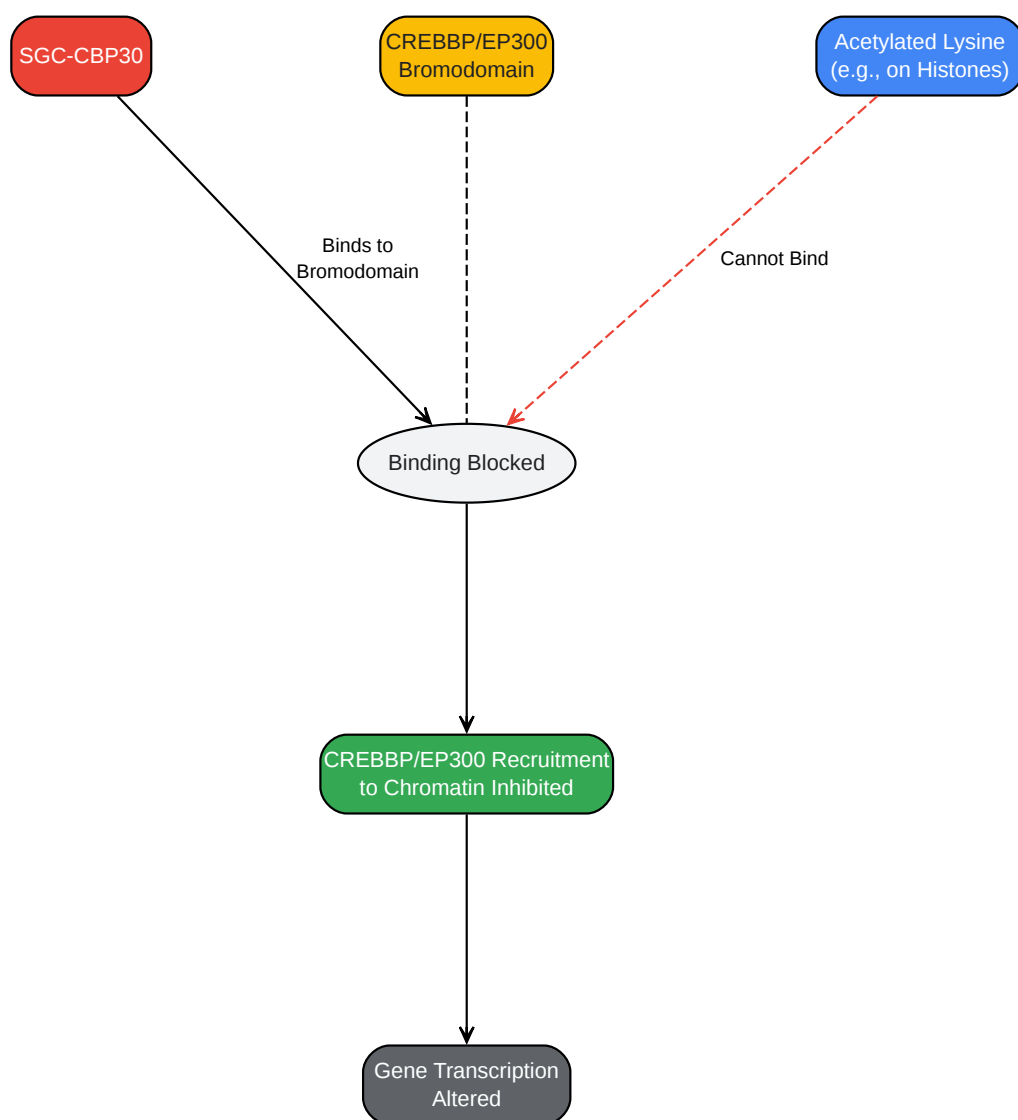 SGC-CBP30
CREBBP/EP300
Bromodomain
Acetylated Lysine
(e.g., on Histones)
Binds to
Bromodomain
Cannot Bind
Binding Blocked
CREBBP/EP300 Recruitment
to Chromatin Inhibited
Gene Transcription
Altered